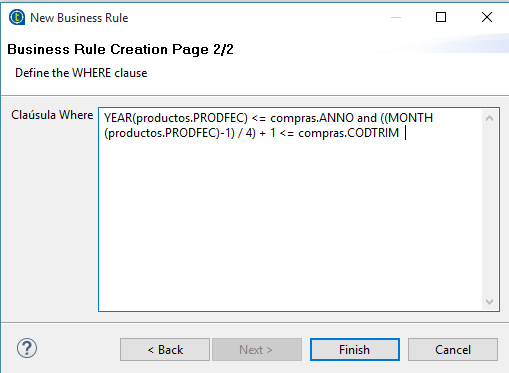 New Business Rule
Business Rule Creation Page 2/2
Define the WHERE clause
Claúsula Where
YEAR(productos.PRODFEC) <= compras.ANNO and ((MONTH
(productos.PRODFEC)-1) / 4) + 1 <= compras.CODTRIM
?
< Back
Next >
Finish
Cancel